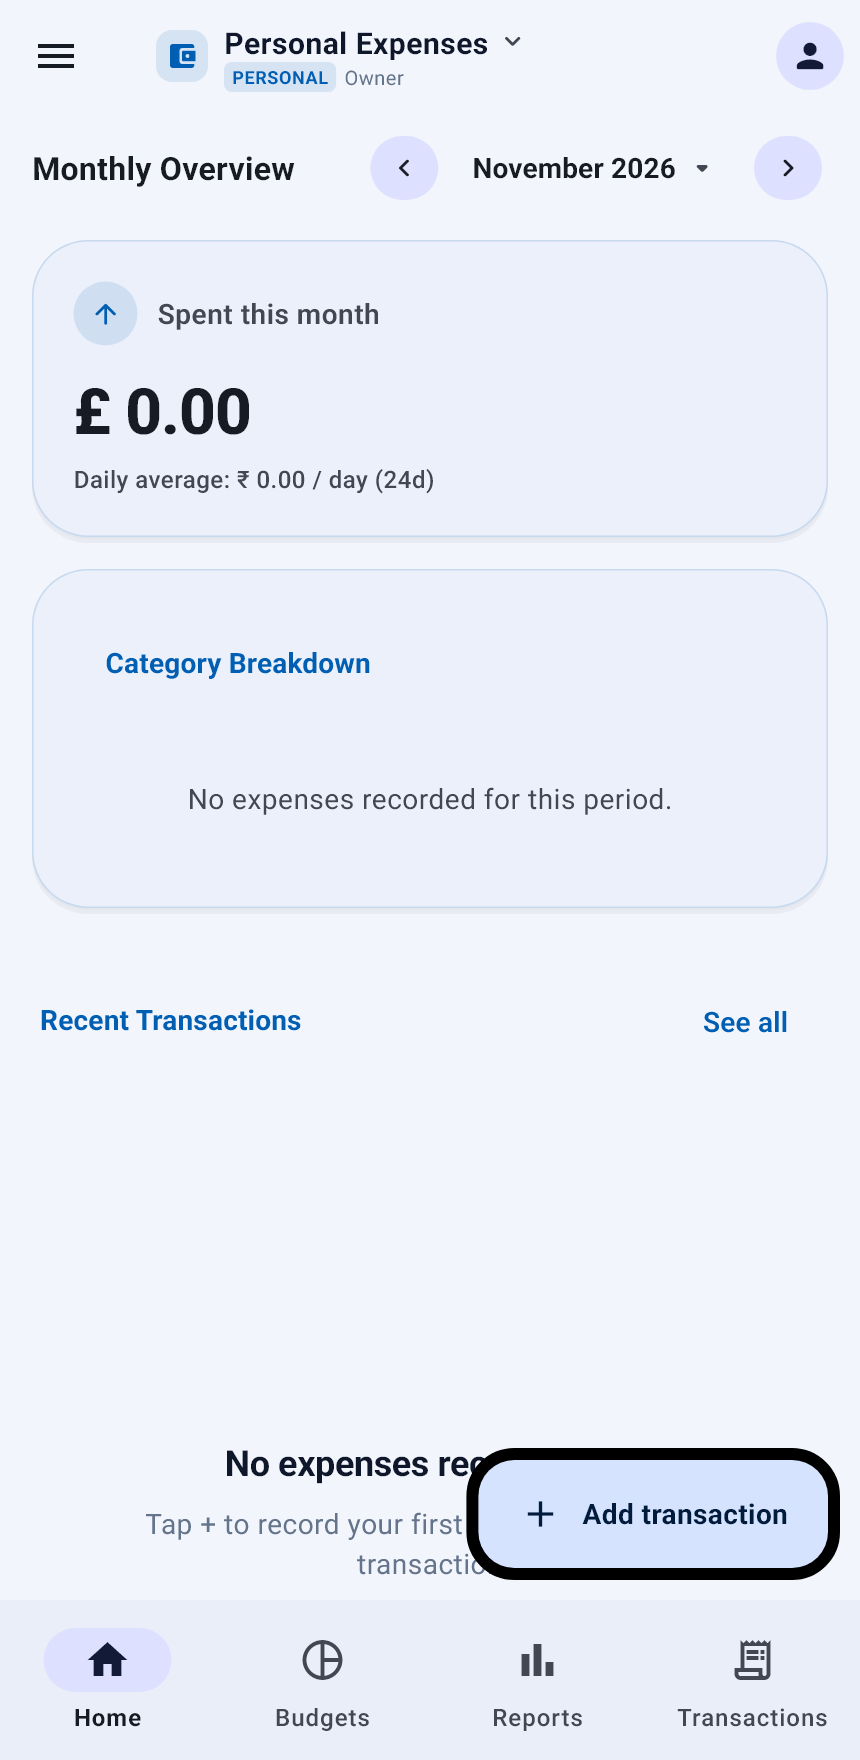 Personal Expenses
PERSONAL Owner
Monthly Overview
November 2026
Spent this month
£ 0.00
Daily average: ₹ 0.00 / day (24d)
Category Breakdown
No expenses recorded for this period.
Recent Transactions
See all
No expenses
Tap + to record your first
Add transaction
Home
Budgets
Reports
Transactions